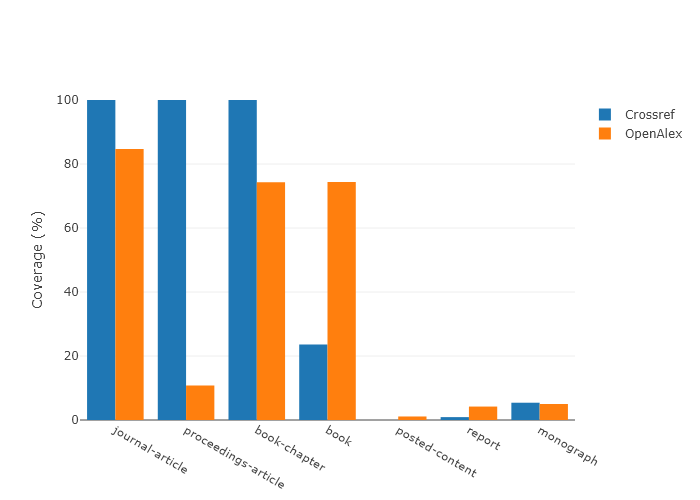 100
80
60
40
20
0
Coverage (%)
journal-article
proceedings-article
book-chapter
book
posted-content
report
monograph
Crossref
OpenAlex